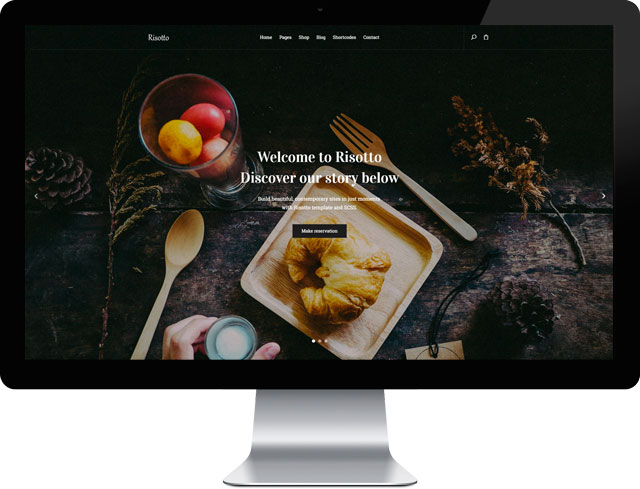 Risotto
Home Pages Shop Blog Shortcodes Contact
Welcome to Risotto
Discover our story below
Build beautiful, contemporary sites in just moments
with Risotto template and SCSS.
Make reservation